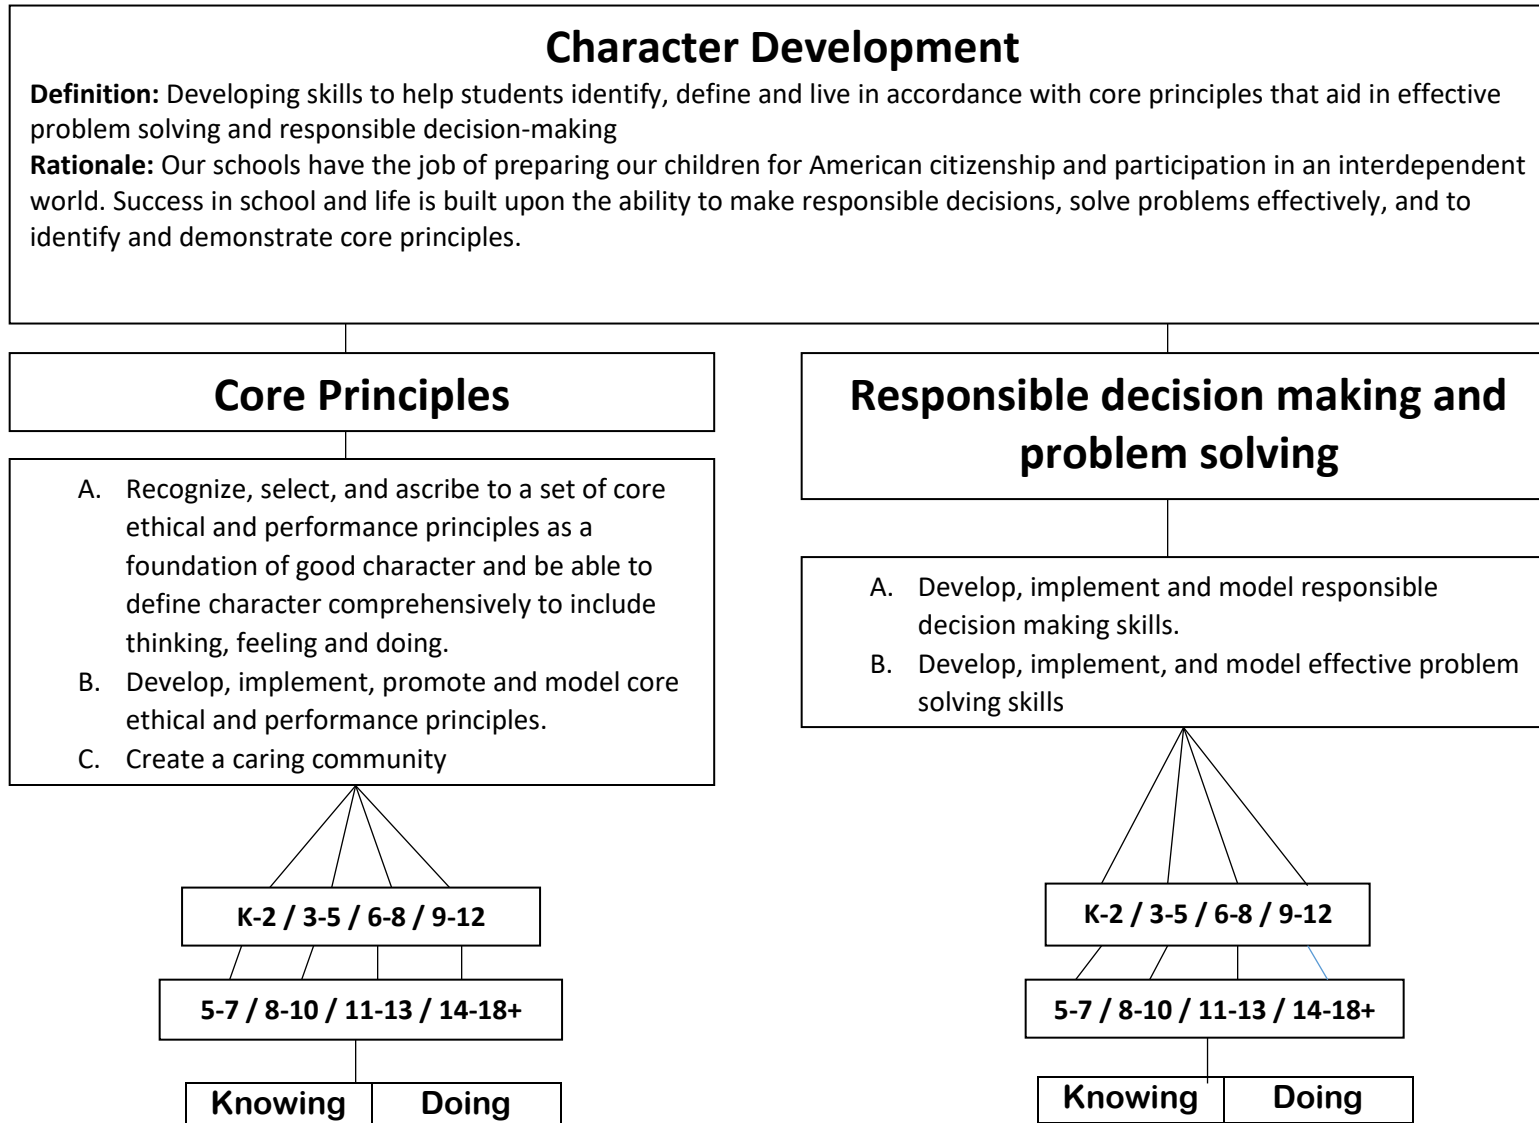 Character Development
Definition: Developing skills to help students identify, define and live in accordance with core principles that aid in effective
problem solving and responsible decision-making
Rationale: Our schools have the job of preparing our children for American citizenship and participation in an interdependent
world. Success in school and life is built upon the ability to make responsible decisions, solve problems effectively, and to
identify and demonstrate core principles.
Core Principles
A. Recognize, select, and ascribe to a set of core
ethical and performance principles as a
foundation of good character and be able to
define character comprehensively to include
thinking, feeling and doing.
B. Develop, implement, promote and model core
ethical and performance principles.
C. Create a caring community
K-2 / 3-5 / 6-8 / 9-12
5-7 / 8-10 / 11-13 / 14-18+
Knowing Doing
Responsible decision making and
problem solving
A. Develop, implement and model responsible
decision making skills.
B. Develop, implement, and model effective problem
solving skills
K-2 / 3-5 / 6-8 / 9-12
5-7 / 8-10 / 11-13 / 14-18+
Knowing Doing